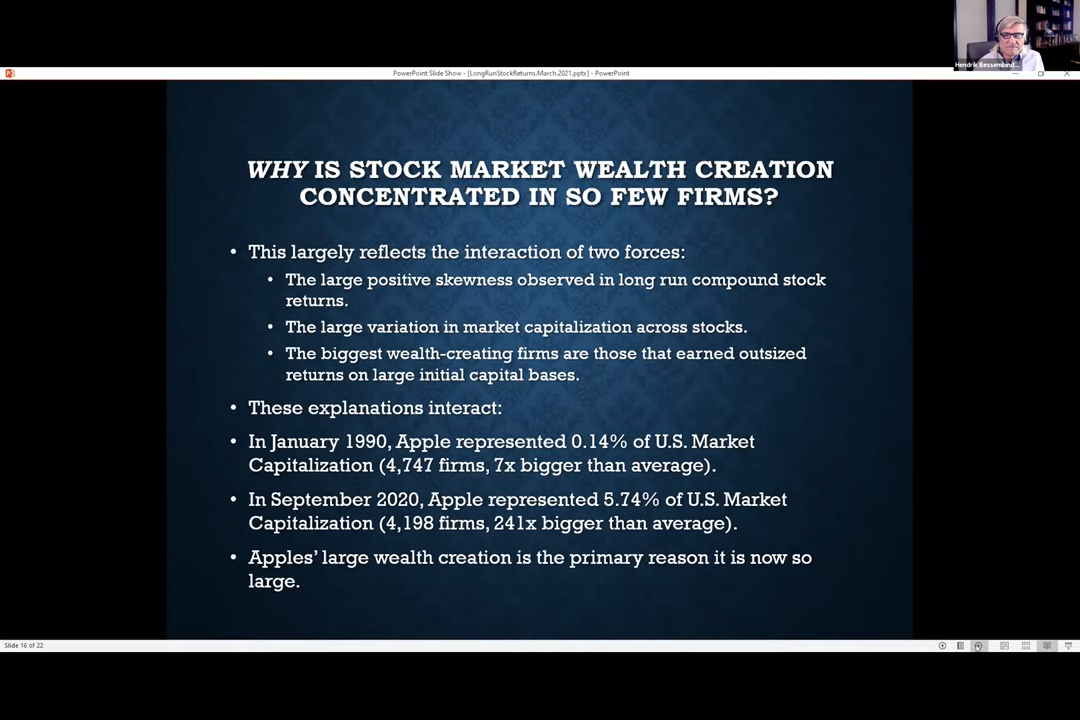 Hendrik Bessembind...
PowerPoint Slide Show - [LongRunStockReturns.March.2021.pptx] - PowerPoint
WHY IS STOCK MARKET WEALTH CREATION
CONCENTRATED IN SO FEW FIRMS?
• This largely reflects the interaction of two forces:
• The large positive skewness observed in long run compound stock
returns.
• The large variation in market capitalization across stocks.
• The biggest wealth-creating firms are those that earned outsized
returns on large initial capital bases.
• These explanations interact:
• In January 1990, Apple represented 0.14% of U.S. Market
Capitalization (4,747 firms, 7x bigger than average).
• In September 2020, Apple represented 5.74% of U.S. Market
Capitalization (4,198 firms, 241x bigger than average).
• Apples’ large wealth creation is the primary reason it is now so
large.
Slide 16 of 22